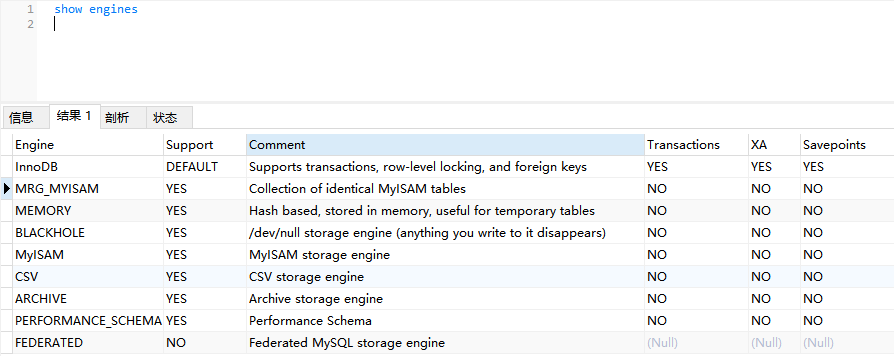 1 show engines
2
信息 结果 1 剖析 状态
Engine Support Comment Transactions XA Savepoints
InnoDB DEFAULT Supports transactions, row-level locking, and foreign keys YES YES YES
MRG_MYISAM YES Collection of identical MyISAM tables NO NO NO
MEMORY YES Hash based, stored in memory, useful for temporary tables NO NO NO
BLACKHOLE YES /dev/null storage engine (anything you write to it disappears) NO NO NO
MyISAM YES MyISAM storage engine NO NO NO
CSV YES CSV storage engine NO NO NO
ARCHIVE YES Archive storage engine NO NO NO
PERFORMANCE_SCHEMA YES Performance Schema NO NO NO
FEDERATED NO Federated MySQL storage engine (Null) (Null) (Null)